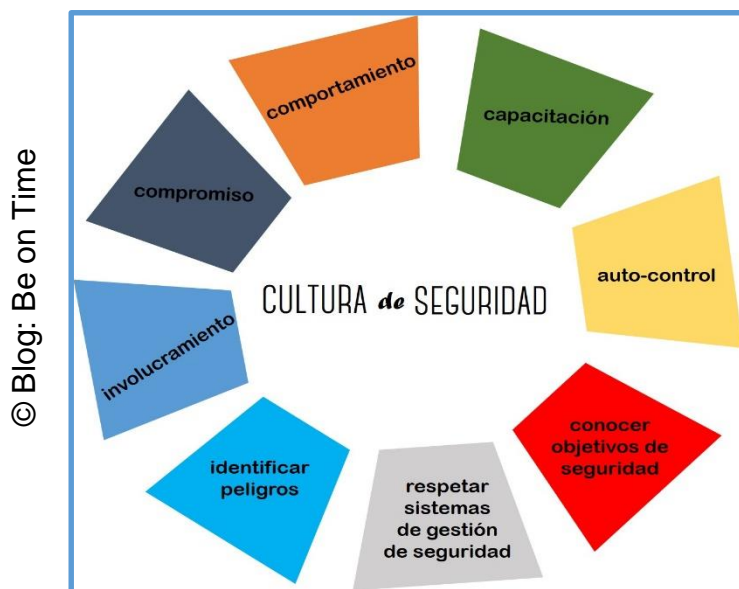 © Blog: Be on Time
comportamiento
capacitación
compromiso
auto-control
CULTURA de SEGURIDAD
involucramiento
conocer
objetivos de
seguridad
identificar
peligros
respetar
sistemas
de gestión
de seguridad